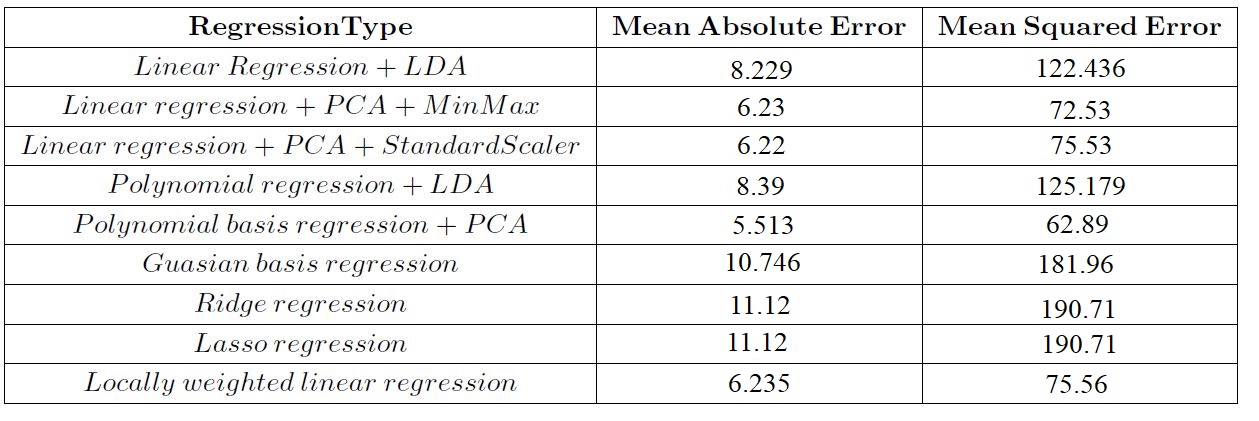 RegressionType Mean Absolute Error Mean Squared Error
Linear Regression + LDA 8.229 122.436
Linear regression + PCA + MinMax 6.23 72.53
Linear regression + PCA + StandardScaler 6.22 75.53
Polynomial regression + LDA 8.39 125.179
Polynomial basis regression + PCA 5.513 62.89
Guasian basis regression 10.746 181.96
Ridge regression 11.12 190.71
Lasso regression 11.12 190.71
Locally weighted linear regression 6.235 75.56